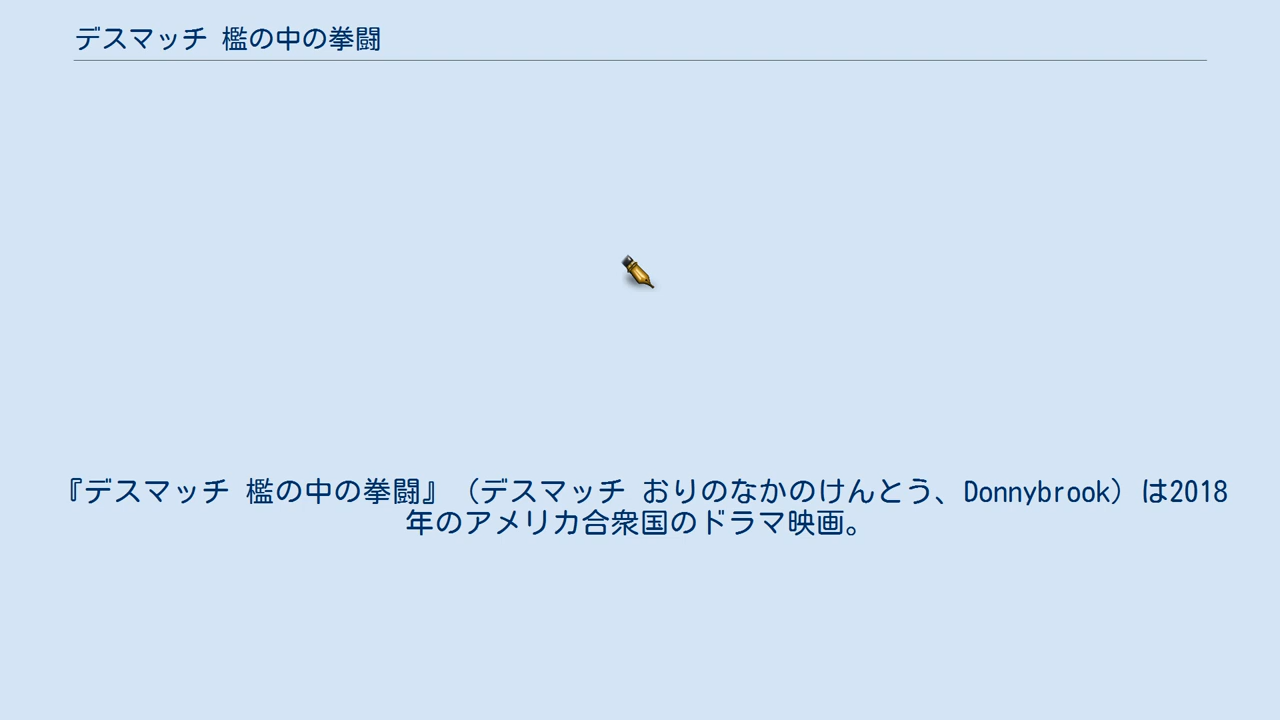 デスマッチ 檻の中の拳闘
『デスマッチ 檻の中の拳闘』（デスマッチ おりのなかのけんとう、Donnybrook）は2018
年のアメリカ合衆国のドラマ映画。